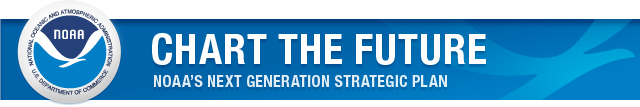 NATIONAL OCEANIC AND ATMOSPHERIC ADMINISTRATION
NOAA
U.S. DEPARTMENT OF COMMERCE
CHART THE FUTURE
NOAA'S NEXT GENERATION STRATEGIC PLAN